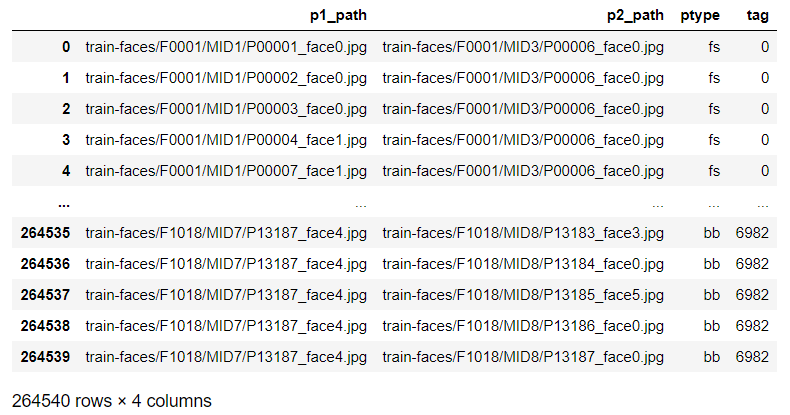 p1_path p2_path ptype tag
0 train-faces/F0001/MID1/P00001_face0.jpg train-faces/F0001/MID3/P00006_face0.jpg fs 0
1 train-faces/F0001/MID1/P00002_face0.jpg train-faces/F0001/MID3/P00006_face0.jpg fs 0
2 train-faces/F0001/MID1/P00003_face0.jpg train-faces/F0001/MID3/P00006_face0.jpg fs 0
3 train-faces/F0001/MID1/P00004_face1.jpg train-faces/F0001/MID3/P00006_face0.jpg fs 0
4 train-faces/F0001/MID1/P00007_face1.jpg train-faces/F0001/MID3/P00006_face0.jpg fs 0
... ... ... ... ...
264535 train-faces/F1018/MID7/P13187_face4.jpg train-faces/F1018/MID8/P13183_face3.jpg bb 6982
264536 train-faces/F1018/MID7/P13187_face4.jpg train-faces/F1018/MID8/P13184_face0.jpg bb 6982
264537 train-faces/F1018/MID7/P13187_face4.jpg train-faces/F1018/MID8/P13185_face5.jpg bb 6982
264538 train-faces/F1018/MID7/P13187_face4.jpg train-faces/F1018/MID8/P13186_face0.jpg bb 6982
264539 train-faces/F1018/MID7/P13187_face4.jpg train-faces/F1018/MID8/P13187_face0.jpg bb 6982
264540 rows × 4 columns